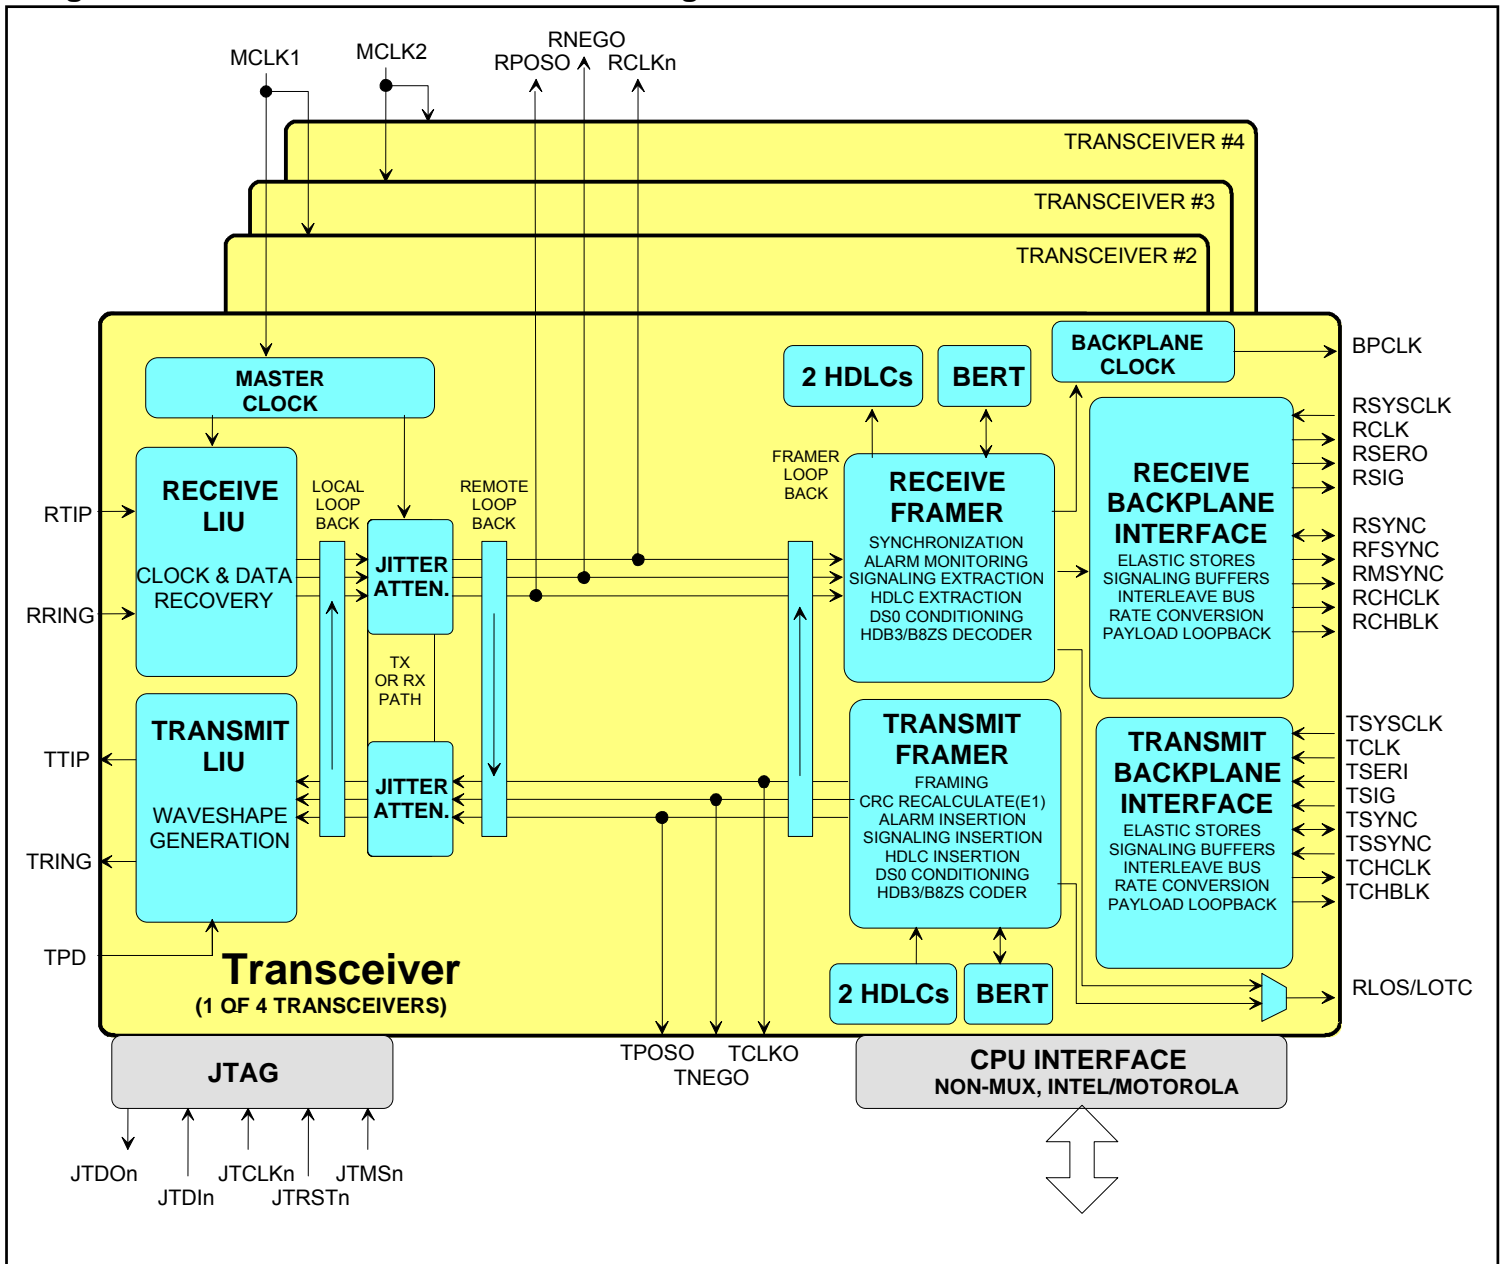 MCLK1
MCLK2
RNEGO
RPOSO
RCLKn
TRANSCEIVER #4
TRANSCEIVER #3
TRANSCEIVER #2
MASTER
CLOCK
2 HDLCs
BERT
BACKPLANE
CLOCK
BPCLK
RECEIVE
LIU
CLOCK & DATA
RECOVERY
RTIP
RRING
LOCAL
LOOP
BACK
JITTER
ATTEN.
REMOTE
LOOP
BACK
FRAMER
LOOP
BACK
RECEIVE
FRAMER
SYNCHRONIZATION
ALARM MONITORING
SIGNALING EXTRACTION
HDLC EXTRACTION
DS0 CONDITIONING
HDB3/B8ZS DECODER
RECEIVE
BACKPLANE
INTERFACE
ELASTIC STORES
SIGNALING BUFFERS
INTERLEAVE BUS
RATE CONVERSION
PAYLOAD LOOPBACK
RSYSCLK
RCLK
RSERO
RSIG
RSYNC
RFSYNC
RMSYNC
RCHCLK
RCHBLK
TX
OR RX
PATH
TRANSMIT
LIU
WAVESHAPE
GENERATION
TTIP
TRING
TPD
JITTER
ATTEN.
TRANSMIT
FRAMER
FRAMING
CRC RECALCULATE(E1)
ALARM INSERTION
SIGNALING INSERTION
HDLC INSERTION
DS0 CONDITIONING
HDB3/B8ZS CODER
TRANSMIT
BACKPLANE
INTERFACE
ELASTIC STORES
SIGNALING BUFFERS
INTERLEAVE BUS
RATE CONVERSION
PAYLOAD LOOPBACK
TSYSCLK
TCLK
TSERI
TSIG
TSYNC
TSSYNC
TCHCLK
TCHBLK
Transceiver
(1 OF 4 TRANSCEIVERS)
2 HDLCs
BERT
RLOS/LOTC
TPOSO
TNEGO
TCLKO
JTAG
CPU INTERFACE
NON-MUX, INTEL/MOTOROLA
JTDOn
JTDIn
JTCLKn
JTRSTn
JTMSn